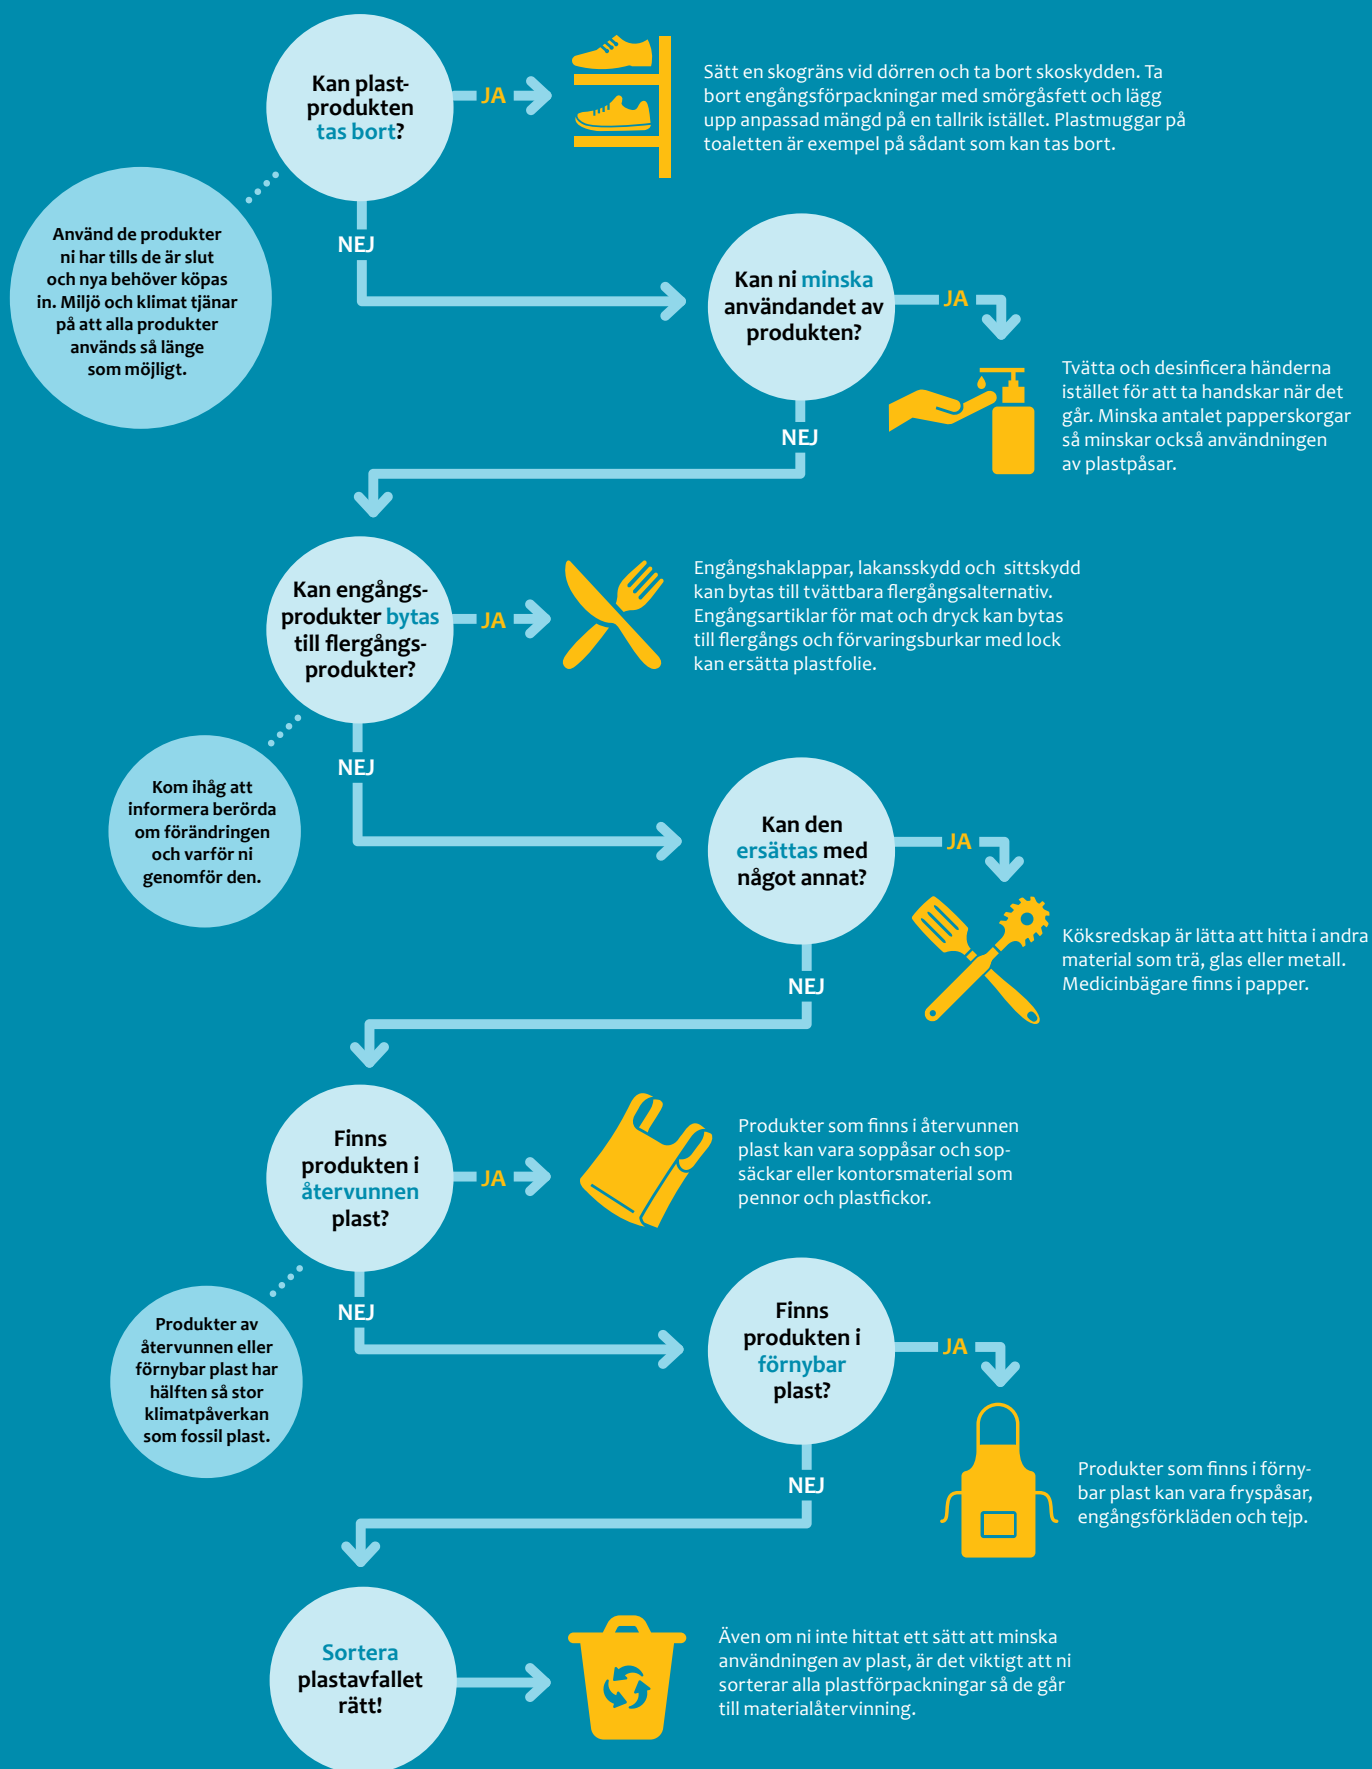 Kan plast-
produkten
tas bort?
JA
Sätt en skogräns vid dörren och ta bort skoskydden. Ta
bort engångsförpackningar med smörgåsfett och lägg
upp anpassad mängd på en tallrik istället. Plastmuggar på
toaletten är exempel på sådant som kan tas bort.
Använd de produkter
ni har tills de är slut
och nya behöver köpas
in. Miljö och klimat tjänar
på att alla produkter
används så länge
som möjligt.
NEJ
Kan ni minska
användandet av
produkten?
JA
Tvätta och desinficera händerna
istället för att ta handskar när det
går. Minska antalet papperskorgar
så minskar också användningen
av plastpåsar.
NEJ
Kan engångs-
produkter bytas
till flergångs-
produkter?
JA
Engångshaklappar, lakansskydd och sittskydd
kan bytas till tvättbara flergångsalternativ.
Engångsartiklar för mat och dryck kan bytas
till flergångs och förvaringsburkar med lock
kan ersätta plastfolie.
Kom ihåg att
informera berörda
om förändringen
och varför ni
genomför den.
NEJ
Kan den
ersättas med
något annat?
JA
Köksredskap är lätta att hitta i andra
material som trä, glas eller metall.
Medicinbägare finns i papper.
NEJ
Finns
produkten i
återvunnen
plast?
JA
Produkter som finns i återvunnen
plast kan vara soppåsar och sop-
säckar eller kontorsmaterial som
pennor och plastfickor.
Produkter av
återvunnen eller
förnybar plast har
hälften så stor
klimatpåverkan
som fossil plast.
NEJ
Finns
produkten i
förnybar
plast?
JA
Produkter som finns i förny-
bar plast kan vara fryspåsar,
engångsförkläden och tejp.
NEJ
Sortera
plastavfallet
rätt!
Även om ni inte hittat ett sätt att minska
användningen av plast, är det viktigt att ni
sorterar alla plastförpackningar så de går
till materialåtervinning.